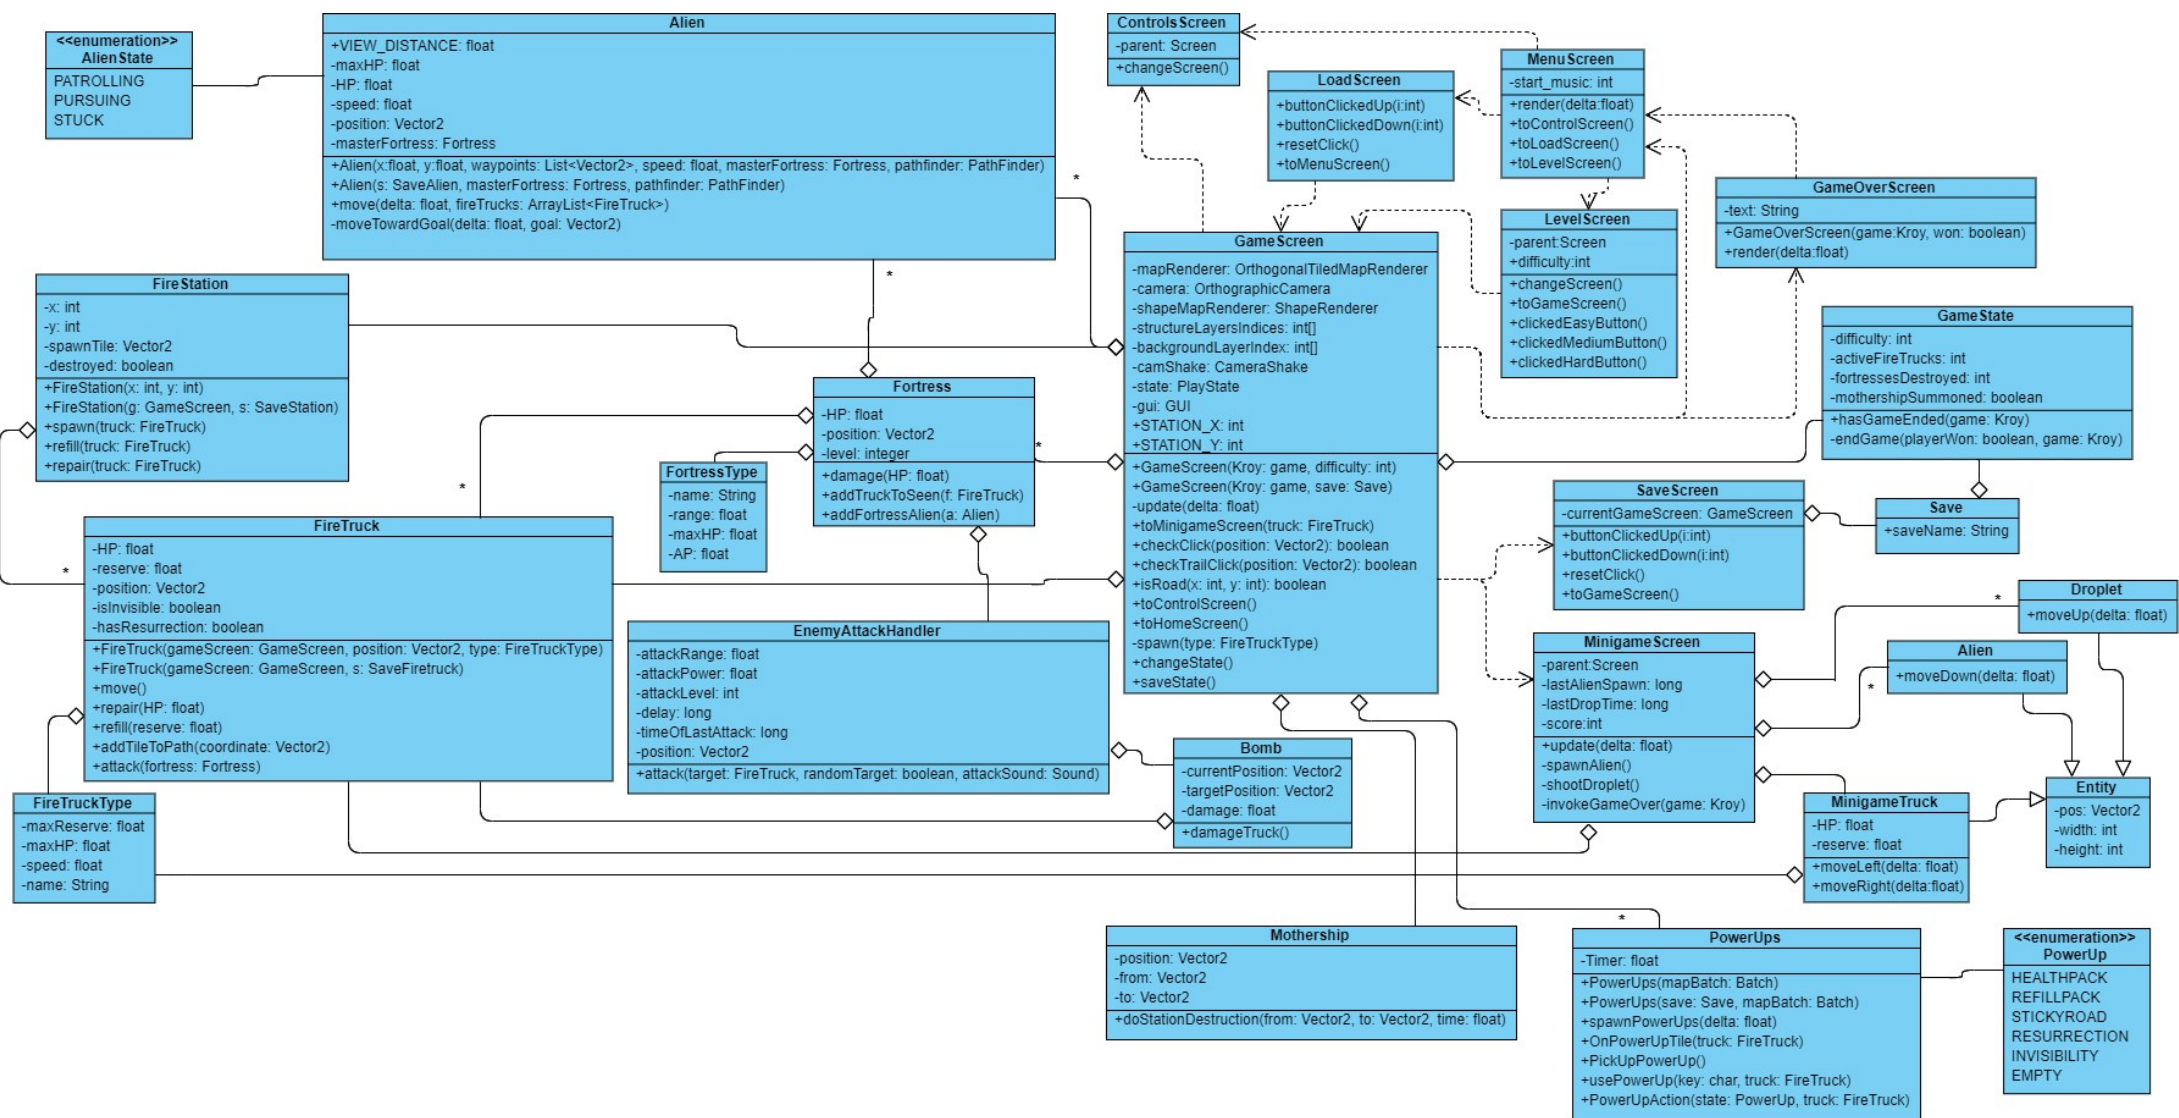 <<enumeration>>
AlienState
PATROLLING
PURSUING
STUCK
Alien
+VIEW_DISTANCE: float
-maxHP: float
-HP: float
-speed: float
-position: Vector2
-masterFortress: Fortress
+Alien(x:float, y:float, waypoints: List<Vector2>, speed: float, masterFortress: Fortress, pathfinder: PathFinder)
+Alien(s: SaveAlien, masterFortress: Fortress, pathfinder: PathFinder)
+move(delta: float, fireTrucks: ArrayList<FireTruck>)
-moveTowardGoal(delta: float, goal: Vector2)
*
*
ControlsScreen
-parent: Screen
+changeScreen()
LoadScreen
+buttonClickedUp(i:int)
+buttonClickedDown(i:int)
+resetClick()
+toMenuScreen()
MenuScreen
-start_music: int
+render(delta:float)
+toControlScreen()
+toLoadScreen()
+toLevelScreen()
GameOverScreen
-text: String
+GameOverScreen(game:Kroy, won: boolean)
+render(delta:float)
LevelScreen
-parent:Screen
+difficulty:int
+changeScreen()
+toGameScreen()
+clickedEasyButton()
+clickedMediumButton()
+clickedHardButton()
GameScreen
-mapRenderer: OrthogonalTiledMapRenderer
-camera: OrthographicCamera
-shapeMapRenderer: ShapeRenderer
-structureLayersIndices: int[]
-backgroundLayerIndex: int[]
-camShake: CameraShake
-state: PlayState
-gui: GUI
+STATION_X: int
+STATION_Y: int
+GameScreen(Kroy: game, difficulty: int)
+GameScreen(Kroy: game, save: Save)
-update(delta: float)
+toMinigameScreen(truck: FireTruck)
+checkClick(position: Vector2): boolean
+checkTrailClick(position: Vector2): boolean
+isRoad(x: int, y: int): boolean
+toControlScreen()
+toHomeScreen()
-spawn(type: FireTruckType)
+changeState()
+saveState()
FireStation
-x: int
-y: int
-spawnTile: Vector2
-destroyed: boolean
+FireStation(x: int, y: int)
+FireStation(g: GameScreen, s: SaveStation)
+spawn(truck: FireTruck)
+refill(truck: FireTruck)
+repair(truck: FireTruck)
Fortress
-HP: float
-position: Vector2
-level: integer
+damage(HP: float)
+addTruckToSeen(f: FireTruck)
+addFortressAlien(a: Alien)
*
*
*
FortressType
-name: String
-range: float
-maxHP: float
-AP: float
GameState
-difficulty: int
-activeFireTrucks: int
-fortressesDestroyed: int
-mothershipSummoned: boolean
+hasGameEnded(game: Kroy)
-endGame(playerWon: boolean, game: Kroy)
SaveScreen
-currentGameScreen: GameScreen
+buttonClickedUp(i:int)
+buttonClickedDown(i:int)
+resetClick()
+toGameScreen()
Save
+saveName: String
FireTruck
-HP: float
-reserve: float
-position: Vector2
-isInvisible: boolean
-hasResurrection: boolean
+FireTruck(gameScreen: GameScreen, position: Vector2, type: FireTruckType)
+FireTruck(gameScreen: GameScreen, s: SaveFiretruck)
+move()
+repair(HP: float)
+refill(reserve: float)
+addTileToPath(coordinate: Vector2)
+attack(fortress: Fortress)
EnemyAttackHandler
-attackRange: float
-attackPower: float
-attackLevel: int
-delay: long
-timeOfLastAttack: long
-position: Vector2
+attack(target: FireTruck, randomTarget: boolean, attackSound: Sound)
Droplet
+moveUp(delta: float)
*
Alien
+moveDown(delta: float)
*
MinigameScreen
-parent:Screen
-lastAlienSpawn: long
-lastDropTime: long
-score:int
+update(delta: float)
-spawnAlien()
-shootDroplet()
-invokeGameOver(game: Kroy)
Bomb
-currentPosition: Vector2
-targetPosition: Vector2
-damage: float
+damageTruck()
Entity
-pos: Vector2
-width: int
-height: int
MinigameTruck
-HP: float
-reserve: float
+moveLeft(delta: float)
+moveRight(delta:float)
FireTruckType
-maxReserve: float
-maxHP: float
-speed: float
-name: String
Mothership
-position: Vector2
-from: Vector2
-to: Vector2
+doStationDestruction(from: Vector2, to: Vector2, time: float)
*
PowerUps
-Timer: float
+PowerUps(mapBatch: Batch)
+PowerUps(save: Save, mapBatch: Batch)
+spawnPowerUps(delta: float)
+OnPowerUpTile(truck: FireTruck)
+PickUpPowerUp()
+usePowerUp(key: char, truck: FireTruck)
+PowerUpAction(state: PowerUp, truck: FireTruck)
<<enumeration>>
PowerUp
HEALTHPACK
REFILLPACK
STICKYROAD
RESURRECTION
INVISIBILITY
EMPTY